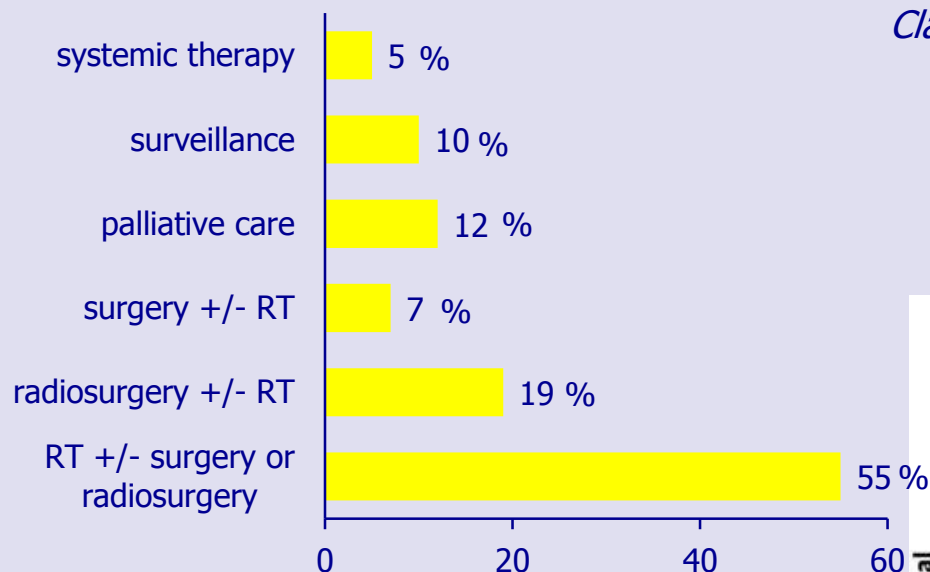 systemic therapy 5 %
surveillance 10 %
palliative care 12 %
surgery +/- RT 7 %
radiosurgery +/- RT 19 %
RT +/- surgery or
radiosurgery 55 %
0 20 40 60